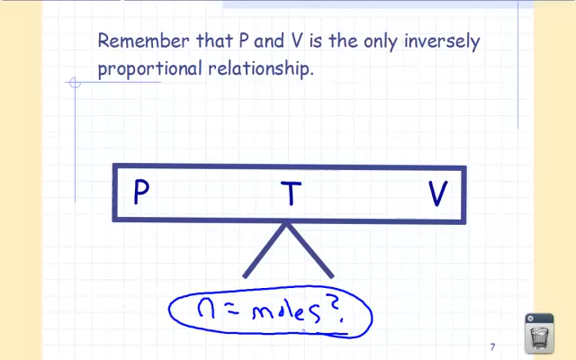 Remember that P and V is the only inversely
proportional relationship.
P T V
n = moles?
7